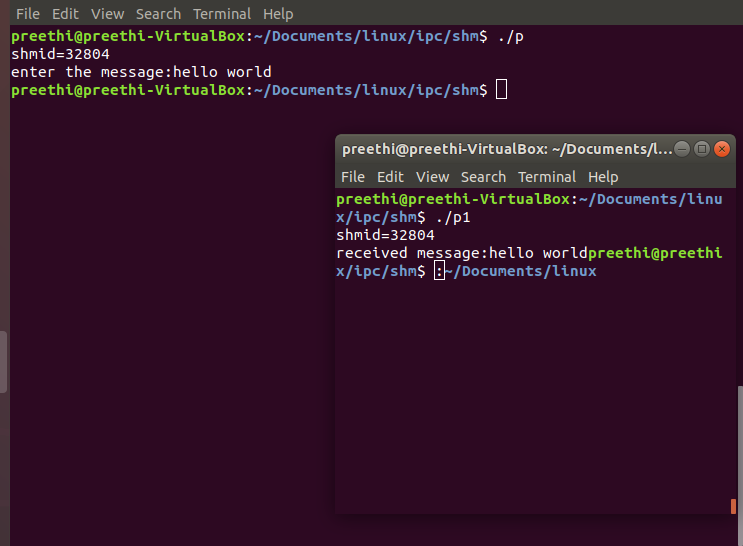 File Edit View Search Terminal Help
preethi@preethi-VirtualBox:~/Documents/linux/ipc/shm$ ./p
shmid=32804
enter the message:hello world
preethi@preethi-VirtualBox:~/Documents/linux/ipc/shm$
preethi@preethi-VirtualBox: ~/Documents/l...
File Edit View Search Terminal Help
preethi@preethi-VirtualBox:~/Documents/linu
x/ipc/shm$ ./p1
shmid=32804
received message:hello worldpreethi@preethi
x/ipc/shm$ :~/Documents/linux